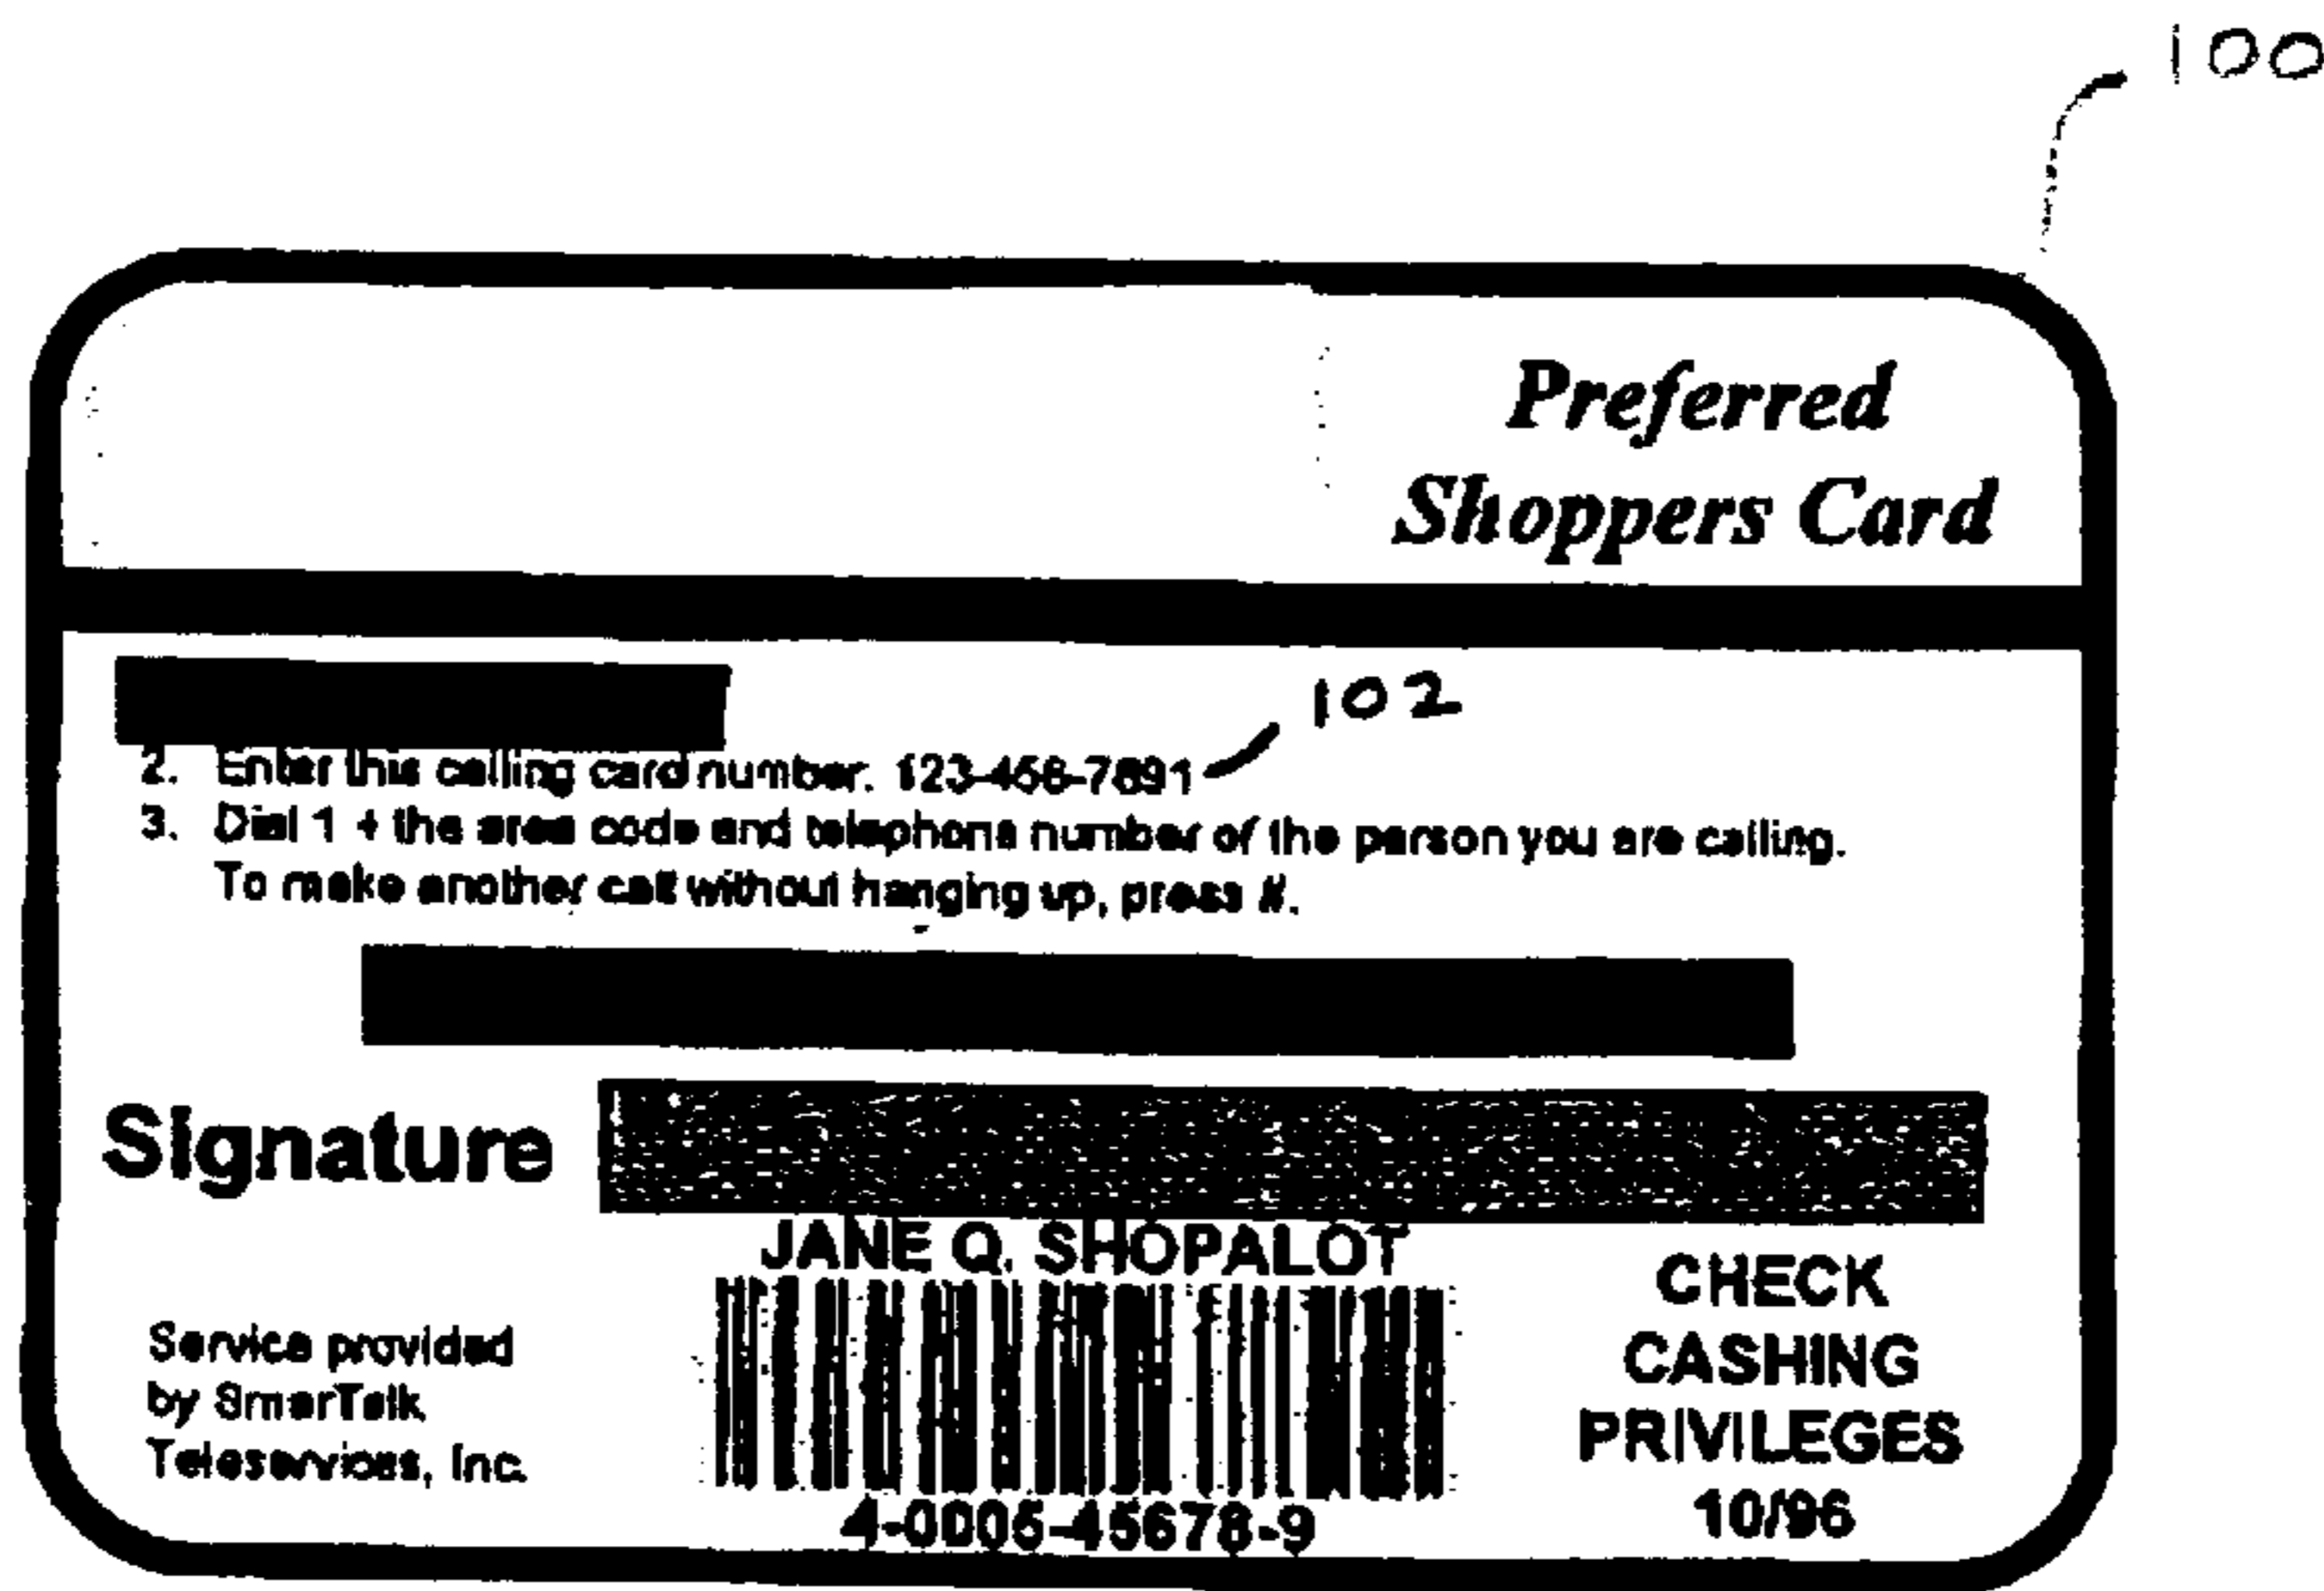 100
Preferred
Shoppers Card
102
2. Enter this calling card number. 123-456-7891
3. Dial 1 + the area code and telephone number of the person you are calling.
To make another call without hanging up, press #.
Signature
JANE Q. SHOPALOT
CHECK
CASHING
PRIVILEGES
10/96
Service provided
by SmarTalk
Teleservices, Inc.
4-0005-45678-9